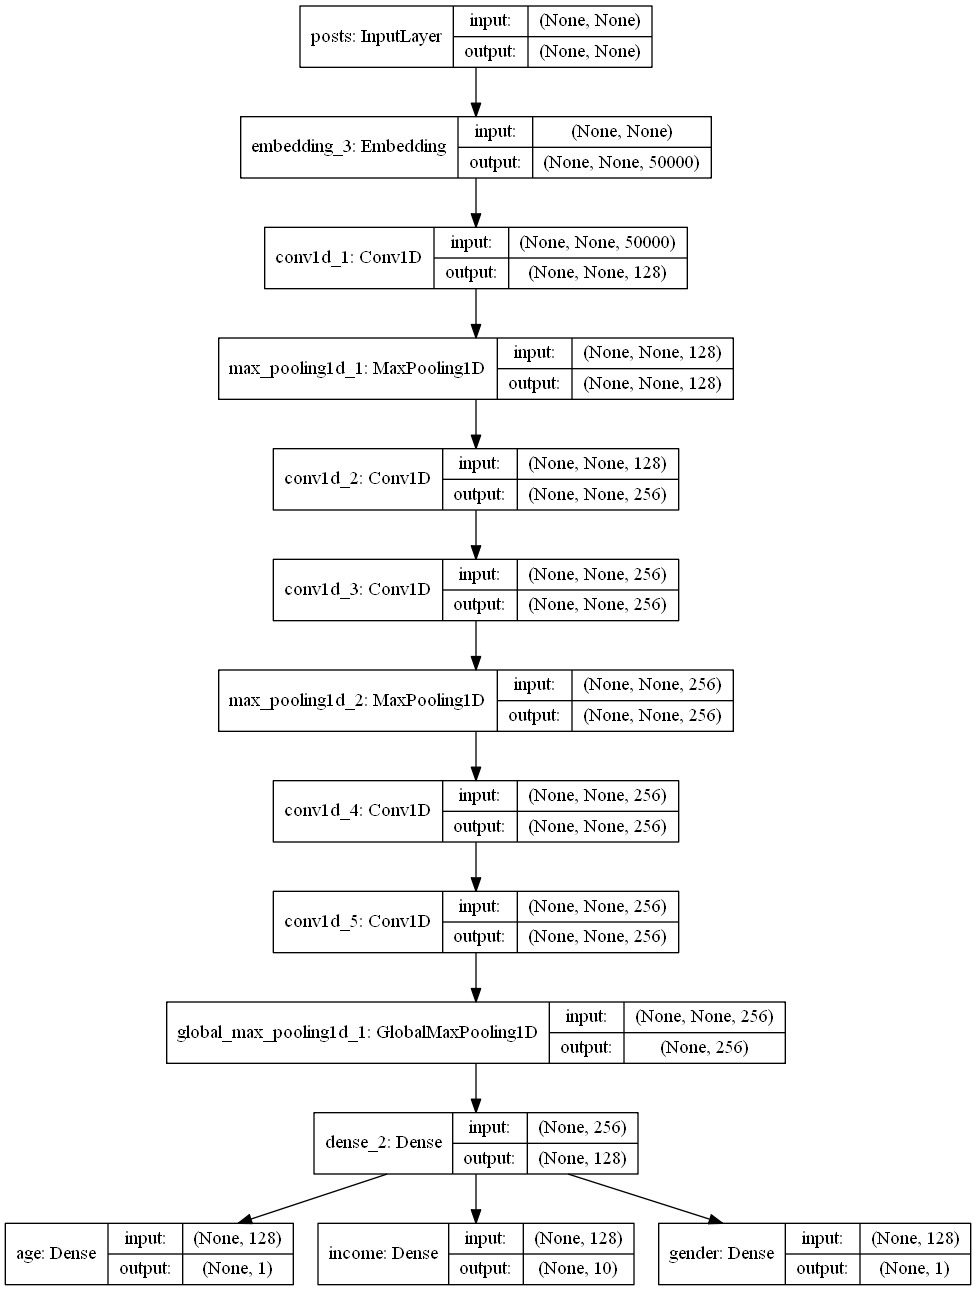 posts: InputLayer
input: (None, None)
output: (None, None)
embedding_3: Embedding
input: (None, None)
output: (None, None, 50000)
conv1d_1: Conv1D
input: (None, None, 50000)
output: (None, None, 128)
max_pooling1d_1: MaxPooling1D
input: (None, None, 128)
output: (None, None, 128)
conv1d_2: Conv1D
input: (None, None, 128)
output: (None, None, 256)
conv1d_3: Conv1D
input: (None, None, 256)
output: (None, None, 256)
max_pooling1d_2: MaxPooling1D
input: (None, None, 256)
output: (None, None, 256)
conv1d_4: Conv1D
input: (None, None, 256)
output: (None, None, 256)
conv1d_5: Conv1D
input: (None, None, 256)
output: (None, None, 256)
global_max_pooling1d_1: GlobalMaxPooling1D
input: (None, None, 256)
output: (None, 256)
dense_2: Dense
input: (None, 256)
output: (None, 128)
age: Dense
input: (None, 128)
output: (None, 1)
income: Dense
input: (None, 128)
output: (None, 10)
gender: Dense
input: (None, 128)
output: (None, 1)